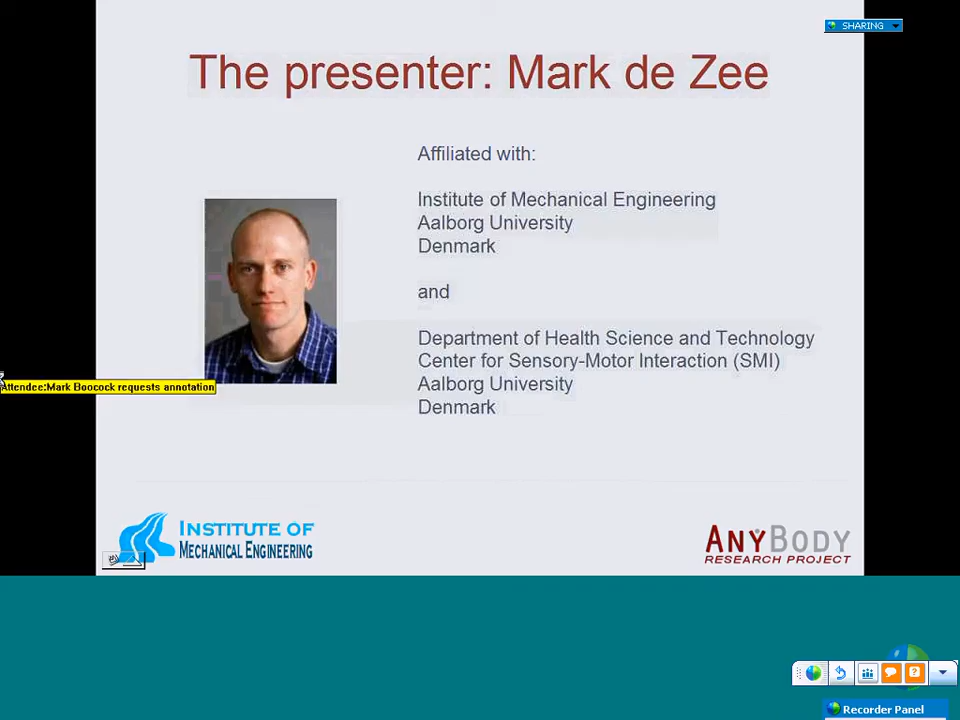 SHARING
The presenter: Mark de Zee
Affiliated with:
Institute of Mechanical Engineering
Aalborg University
Denmark
and
Department of Health Science and Technology
Center for Sensory-Motor Interaction (SMI)
Aalborg University
Denmark
Attendee:Mark Boocock requests annotation
INSTITUTE OF
MECHANICAL ENGINEERING
ANYBODY
RESEARCH PROJECT
Recorder Panel